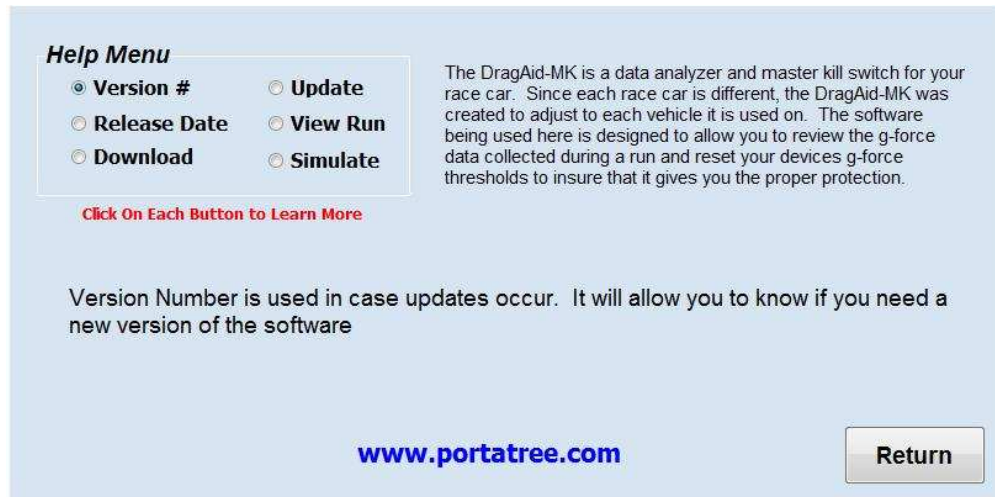 Help Menu
Version #
Update
Release Date
View Run
Download
Simulate
Click On Each Button to Learn More
The DragAid-MK is a data analyzer and master kill switch for your
race car.  Since each race car is different, the DragAid-MK was
created to adjust to each vehicle it is used on.  The software
being used here is designed to allow you to review the g-force
data collected during a run and reset your devices g-force
thresholds to insure that it gives you the proper protection.
Version Number is used in case updates occur.  It will allow you to know if you need a
new version of the software
www.portatree.com
Return